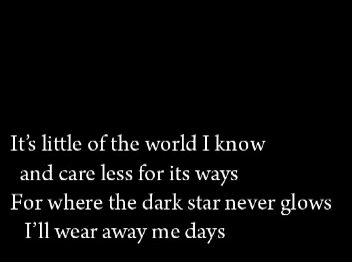 It's little of the world I know
and care less for its ways
For where the dark star never glows
I'll wear away me days